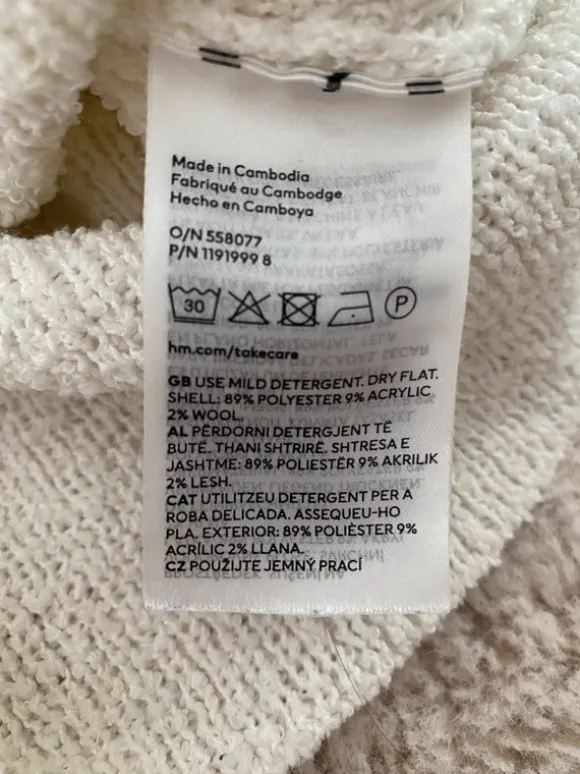 Made in Cambodia
Fabriqué au Cambodge
Hecho en Camboya
O/N 558077
P/N 1191999 8
30 P
hm.com/takecare
GB USE MILD DETERGENT. DRY FLAT.
SHELL: 89% POLYESTER 9% ACRYLIC
2% WOOL.
AL PËRDORNI DETERGJENT TË
BUTË. THANI SHTRIRË. SHTRESA E
JASHTME: 89% POLIESTËR 9% AKRILIK
2% LESH.
CAT UTILITZEU DETERGENT PER A
ROBA DELICADA. ASSEQUEU-HO
PLA. EXTERIOR: 89% POLIÈSTER 9%
ACRÍLIC 2% LLANA.
CZ POUŽIJTE JEMNÝ PRACÍ